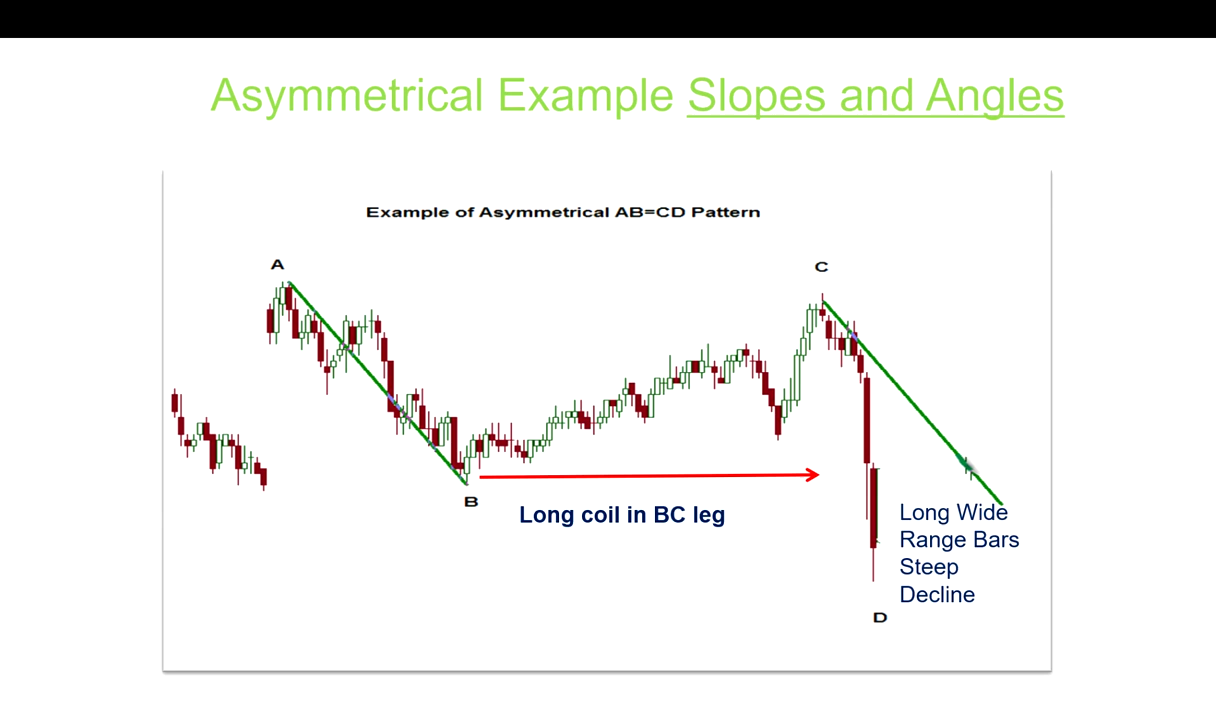 Asymmetrical Example Slopes and Angles
Example of Asymmetrical AB=CD Pattern
A
C
B
Long coil in BC leg
Long Wide
Range Bars
Steep
Decline
D